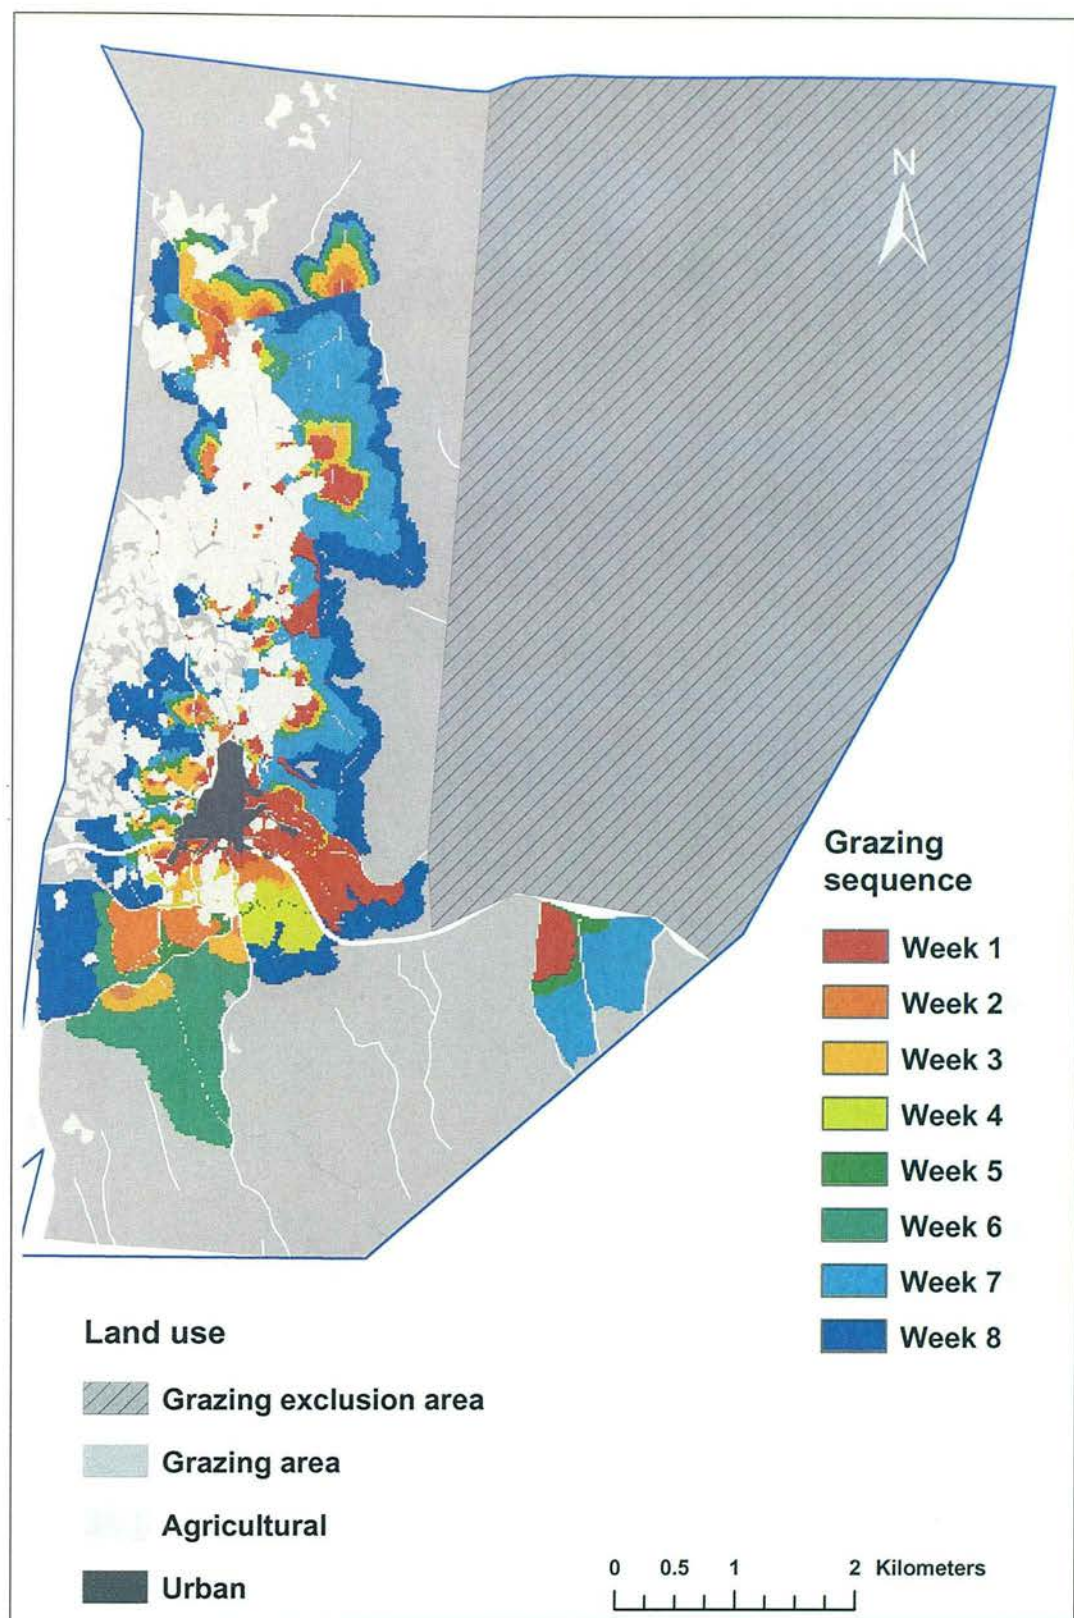 N
Grazing
sequence
Week 1
Week 2
Week 3
Week 4
Week 5
Week 6
Week 7
Week 8
Land use
Grazing exclusion area
Grazing area
Agricultural
Urban
0 0.5 1 2 Kilometers